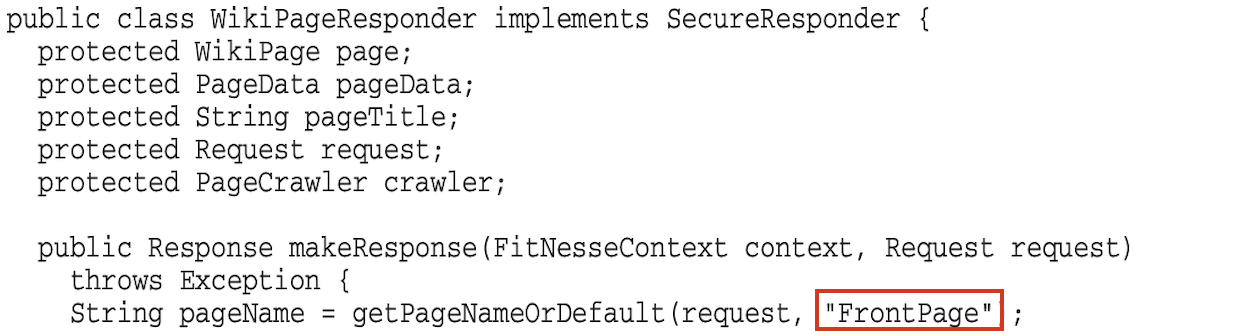 public class WikiPageResponder implements SecureResponder {
protected WikiPage page;
protected PageData pageData;
protected String pageTitle;
protected Request request;
protected PageCrawler crawler;
public Response makeResponse(FitNesseContext context, Request request)
throws Exception {
String pageName = getPageNameOrDefault(request, "FrontPage" ;